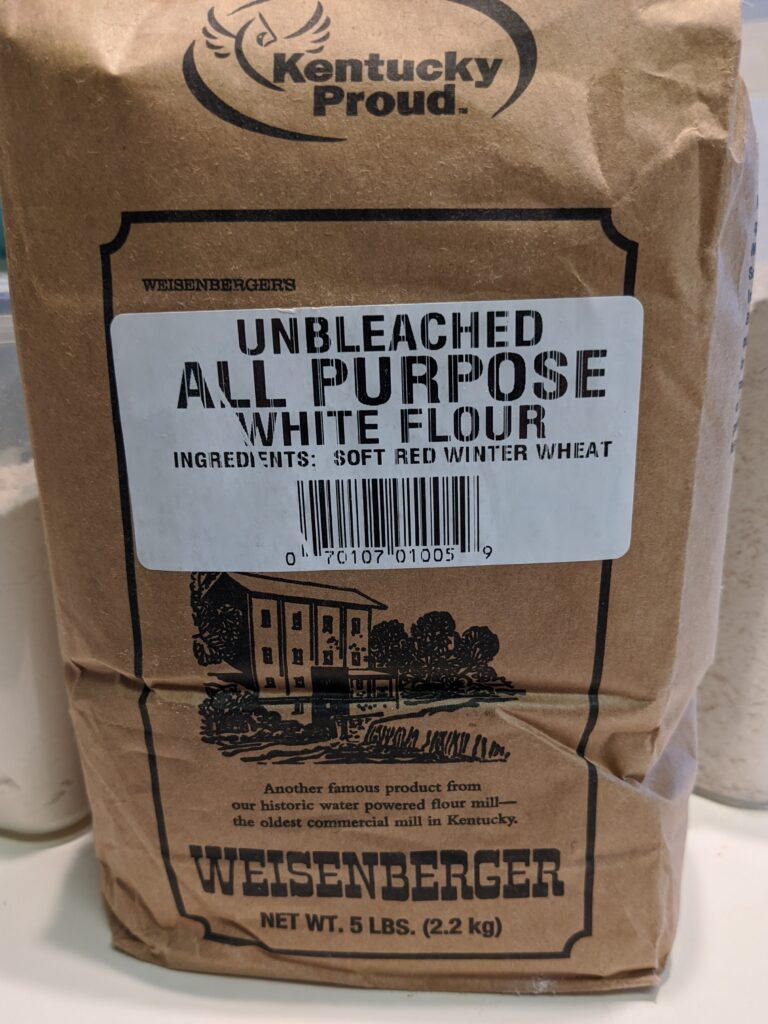 Kentucky
Proud™
WEISENBERGER'S
UNBLEACHED
ALL PURPOSE
WHITE FLOUR
INGREDIENTS: SOFT RED WINTER WHEAT
0 70107 01005 9
Another famous product from
our historic water powered flour mill—
the oldest commercial mill in Kentucky.
WEISENBERGER
NET WT. 5 LBS. (2.2 kg)